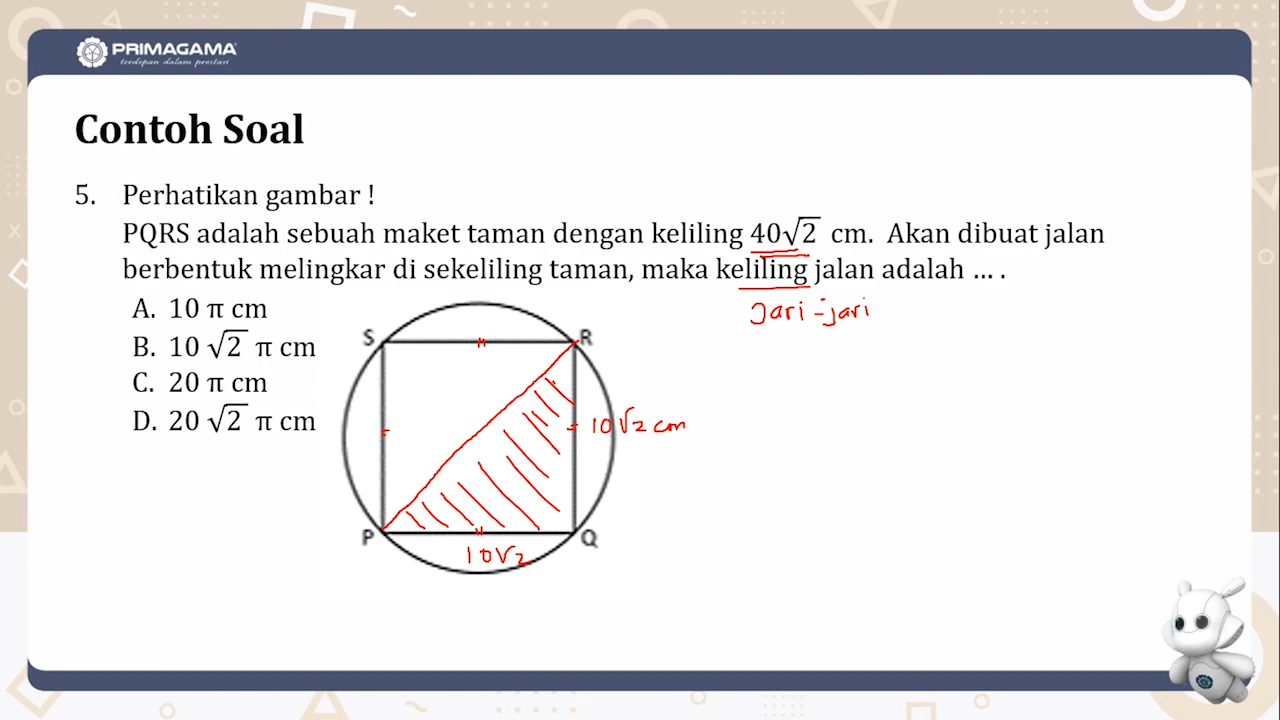 PRIMAGAMA
terdepan dalam prestasi
Contoh Soal
5. Perhatikan gambar !
PQRS adalah sebuah maket taman dengan keliling 40√2 cm. Akan dibuat jalan
berbentuk melingkar di sekeliling taman, maka keliling jalan adalah ... .
jari-jari
A. 10 π cm
B. 10 √2 π cm
C. 20 π cm
D. 20 √2 π cm
S
R
10√2 cm
P
Q
10√2